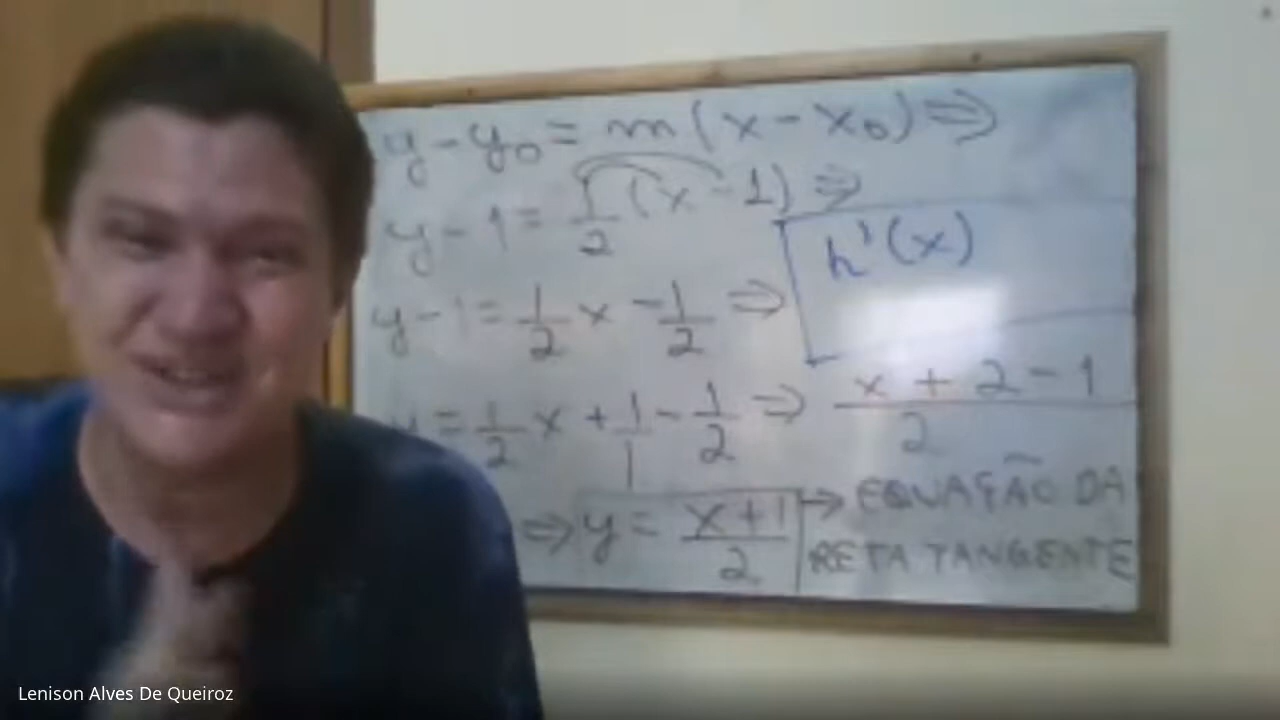 y - y₀ = m(x - x₀) ⇒
y - 1 = 1/2 (x - 1) ⇒
h'(x)
y - 1 = 1/2 x - 1/2 ⇒
y = 1/2 x + 1/1 - 1/2 ⇒ x + 2 - 1 / 2
⇒ y = x+1 / 2 → EQUAÇÃO DA
RETA TANGENTE
Lenison Alves De Queiroz